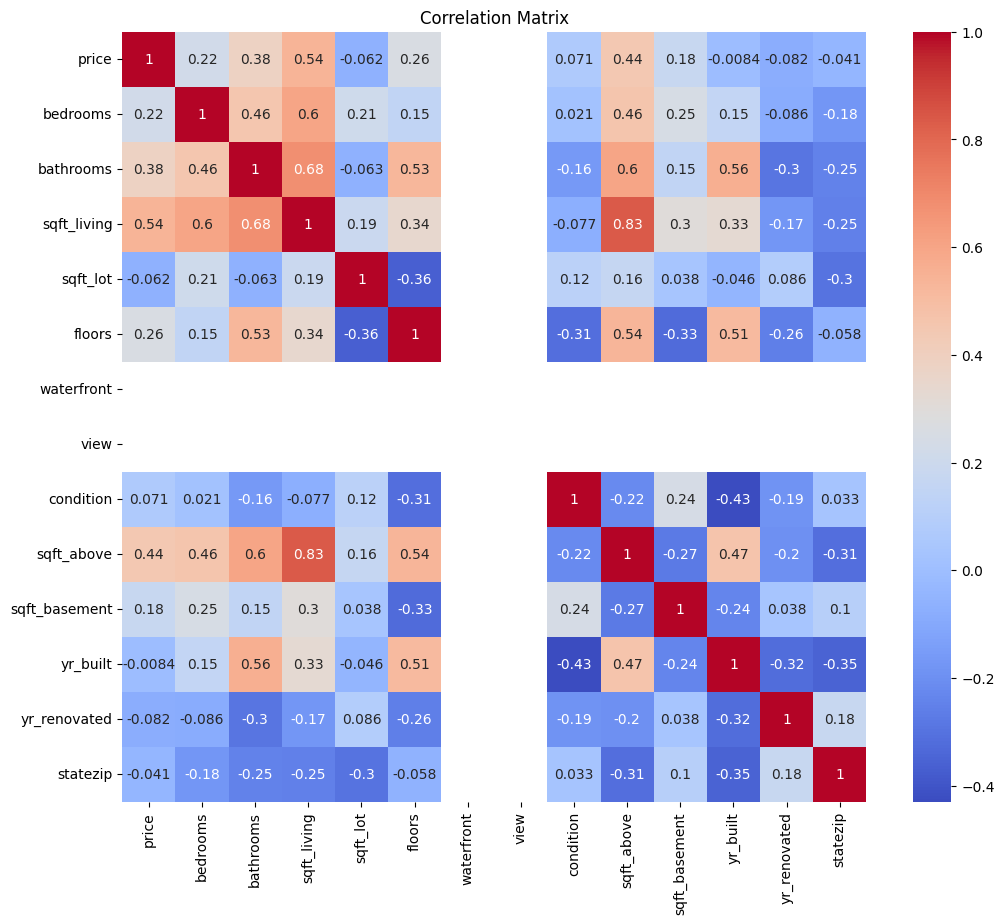 Correlation Matrix
price 1 0.22 0.38 0.54 -0.062 0.26 0.071 0.44 0.18 -0.0084 -0.082 -0.041
bedrooms 0.22 1 0.46 0.6 0.21 0.15 0.021 0.46 0.25 0.15 -0.086 -0.18
bathrooms 0.38 0.46 1 0.68 -0.063 0.53 -0.16 0.6 0.15 0.56 -0.3 -0.25
sqft_living 0.54 0.6 0.68 1 0.19 0.34 -0.077 0.83 0.3 0.33 -0.17 -0.25
sqft_lot -0.062 0.21 -0.063 0.19 1 -0.36 0.12 0.16 0.038 -0.046 0.086 -0.3
floors 0.26 0.15 0.53 0.34 -0.36 1 -0.31 0.54 -0.33 0.51 -0.26 -0.058
waterfront
view
condition 0.071 0.021 -0.16 -0.077 0.12 -0.31 1 -0.22 0.24 -0.43 -0.19 0.033
sqft_above 0.44 0.46 0.6 0.83 0.16 0.54 -0.22 1 -0.27 0.47 -0.2 -0.31
sqft_basement 0.18 0.25 0.15 0.3 0.038 -0.33 0.24 -0.27 1 -0.24 0.038 0.1
yr_built -0.0084 0.15 0.56 0.33 -0.046 0.51 -0.43 0.47 -0.24 1 -0.32 -0.35
yr_renovated -0.082 -0.086 -0.3 -0.17 0.086 -0.26 -0.19 -0.2 0.038 -0.32 1 0.18
statezip -0.041 -0.18 -0.25 -0.25 -0.3 -0.058 0.033 -0.31 0.1 -0.35 0.18 1
price bedrooms bathrooms sqft_living sqft_lot floors waterfront view condition sqft_above sqft_basement yr_built yr_renovated statezip
1.0
0.8
0.6
0.4
0.2
0.0
−0.2
−0.4